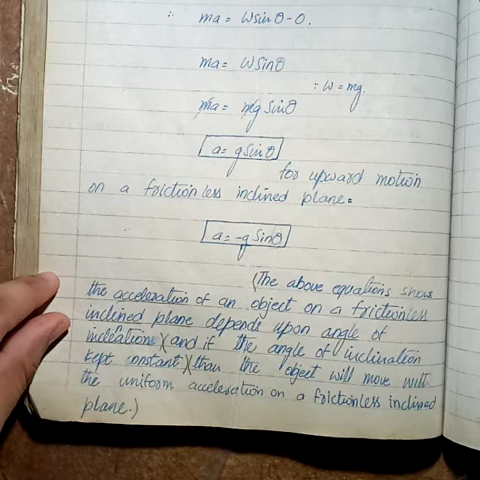 ∴ ma = Wsinθ - 0.
ma = Wsinθ
∵ W = mg.
ma = mg sinθ
a = g sinθ
for upward motion
on a frictionless inclined plane.
a = -g sinθ
(The above equations show
the acceleration of an object on a frictionless
inclined plane depends upon angle of
inclations)(and if the angle of inclination
kept constant)(than the object will move with
the uniform acceleration on a frictionless inclined
plane.)